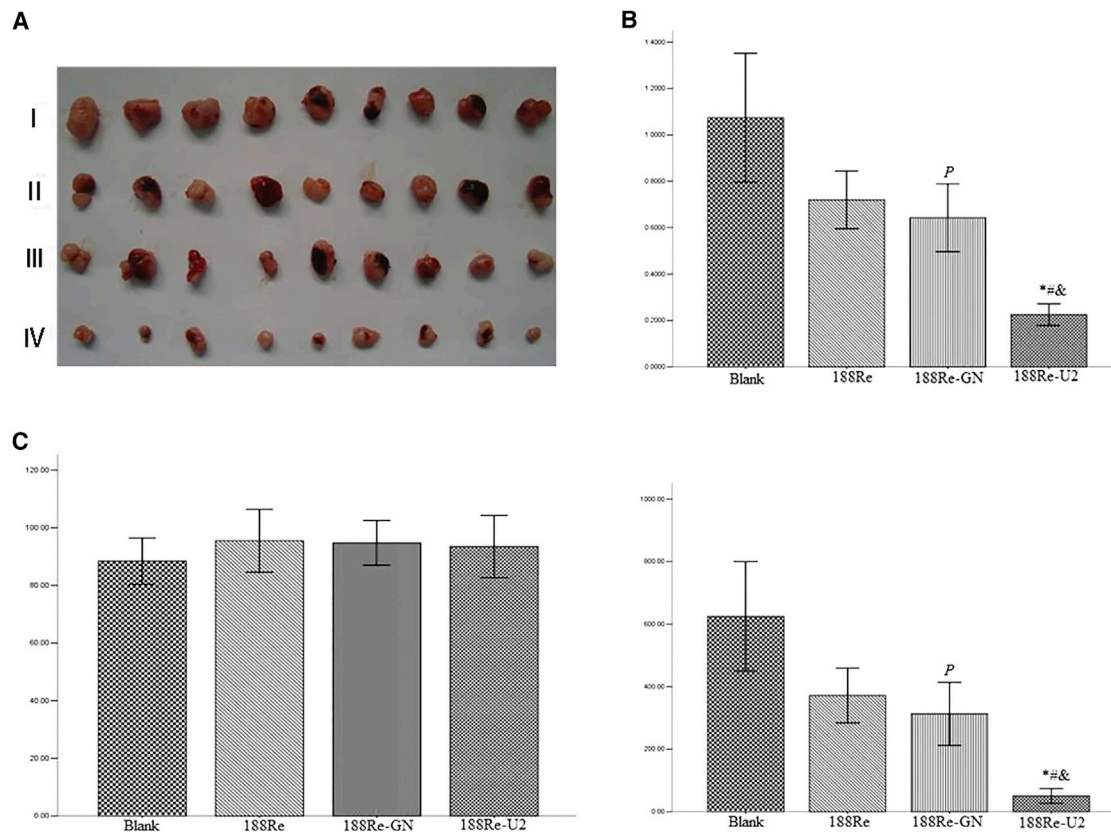 A
I
II
III
IV
B
1.4000
1.2000
1.0000
0.8000
0.6000
0.4000
0.2000
0.0000
P
*#&
Blank
188Re
188Re-GN
188Re-U2
C
120.00
100.00
80.00
60.00
40.00
20.00
0.00
Blank
188Re
188Re-GN
188Re-U2
1000.00
800.00
600.00
400.00
200.00
0.00
P
*#&
Blank
188Re
188Re-GN
188Re-U2